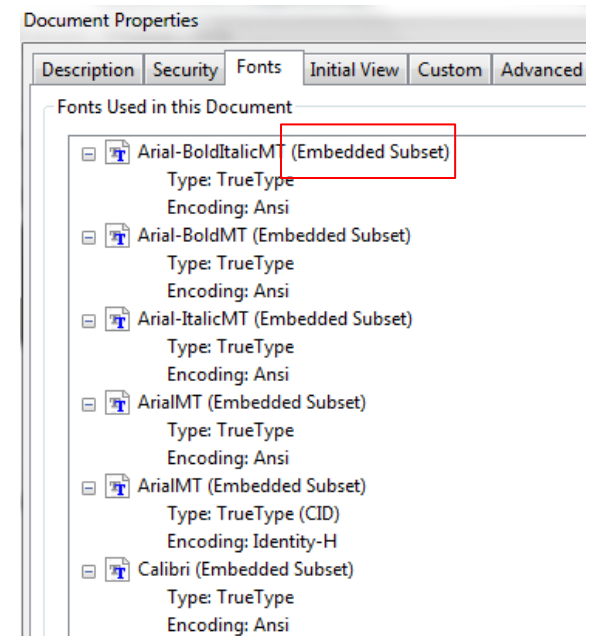 Document Properties
Description Security Fonts Initial View Custom Advanced
Fonts Used in this Document
Arial-BoldItalicMT (Embedded Subset)
Type: TrueType
Encoding: Ansi
Arial-BoldMT (Embedded Subset)
Type: TrueType
Encoding: Ansi
Arial-ItalicMT (Embedded Subset)
Type: TrueType
Encoding: Ansi
ArialMT (Embedded Subset)
Type: TrueType
Encoding: Ansi
ArialMT (Embedded Subset)
Type: TrueType (CID)
Encoding: Identity-H
Calibri (Embedded Subset)
Type: TrueType
Encoding: Ansi